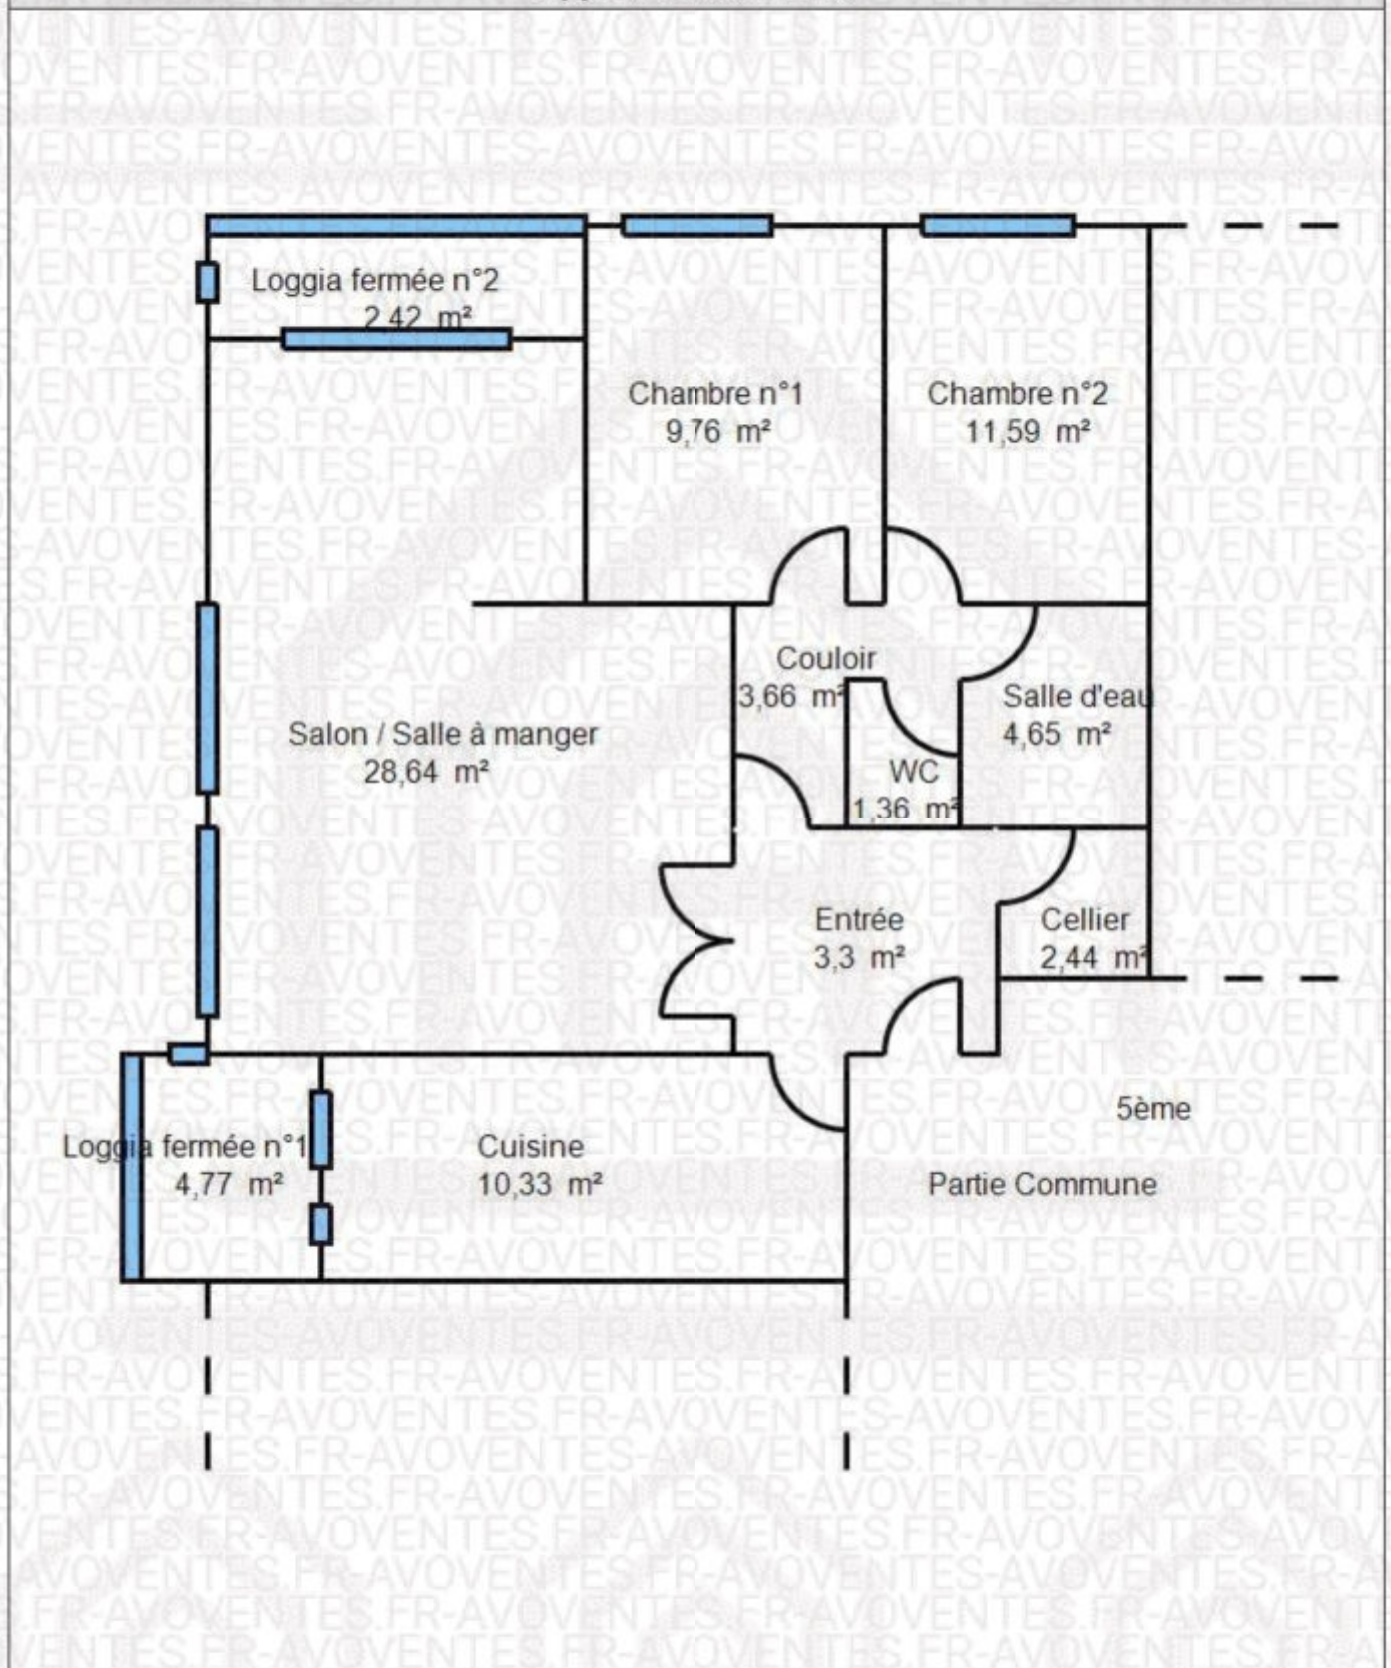 Loggia fermée n°2
2,42 m²
Chambre n°1
9,76 m²
Chambre n°2
11,59 m²
Couloir
3,66 m²
Salle d'eau
4,65 m²
Salon / Salle à manger
28,64 m²
WC
1,36 m²
Entrée
3,3 m²
Cellier
2,44 m²
5ème
Loggia fermée n°1
4,77 m²
Cuisine
10,33 m²
Partie Commune